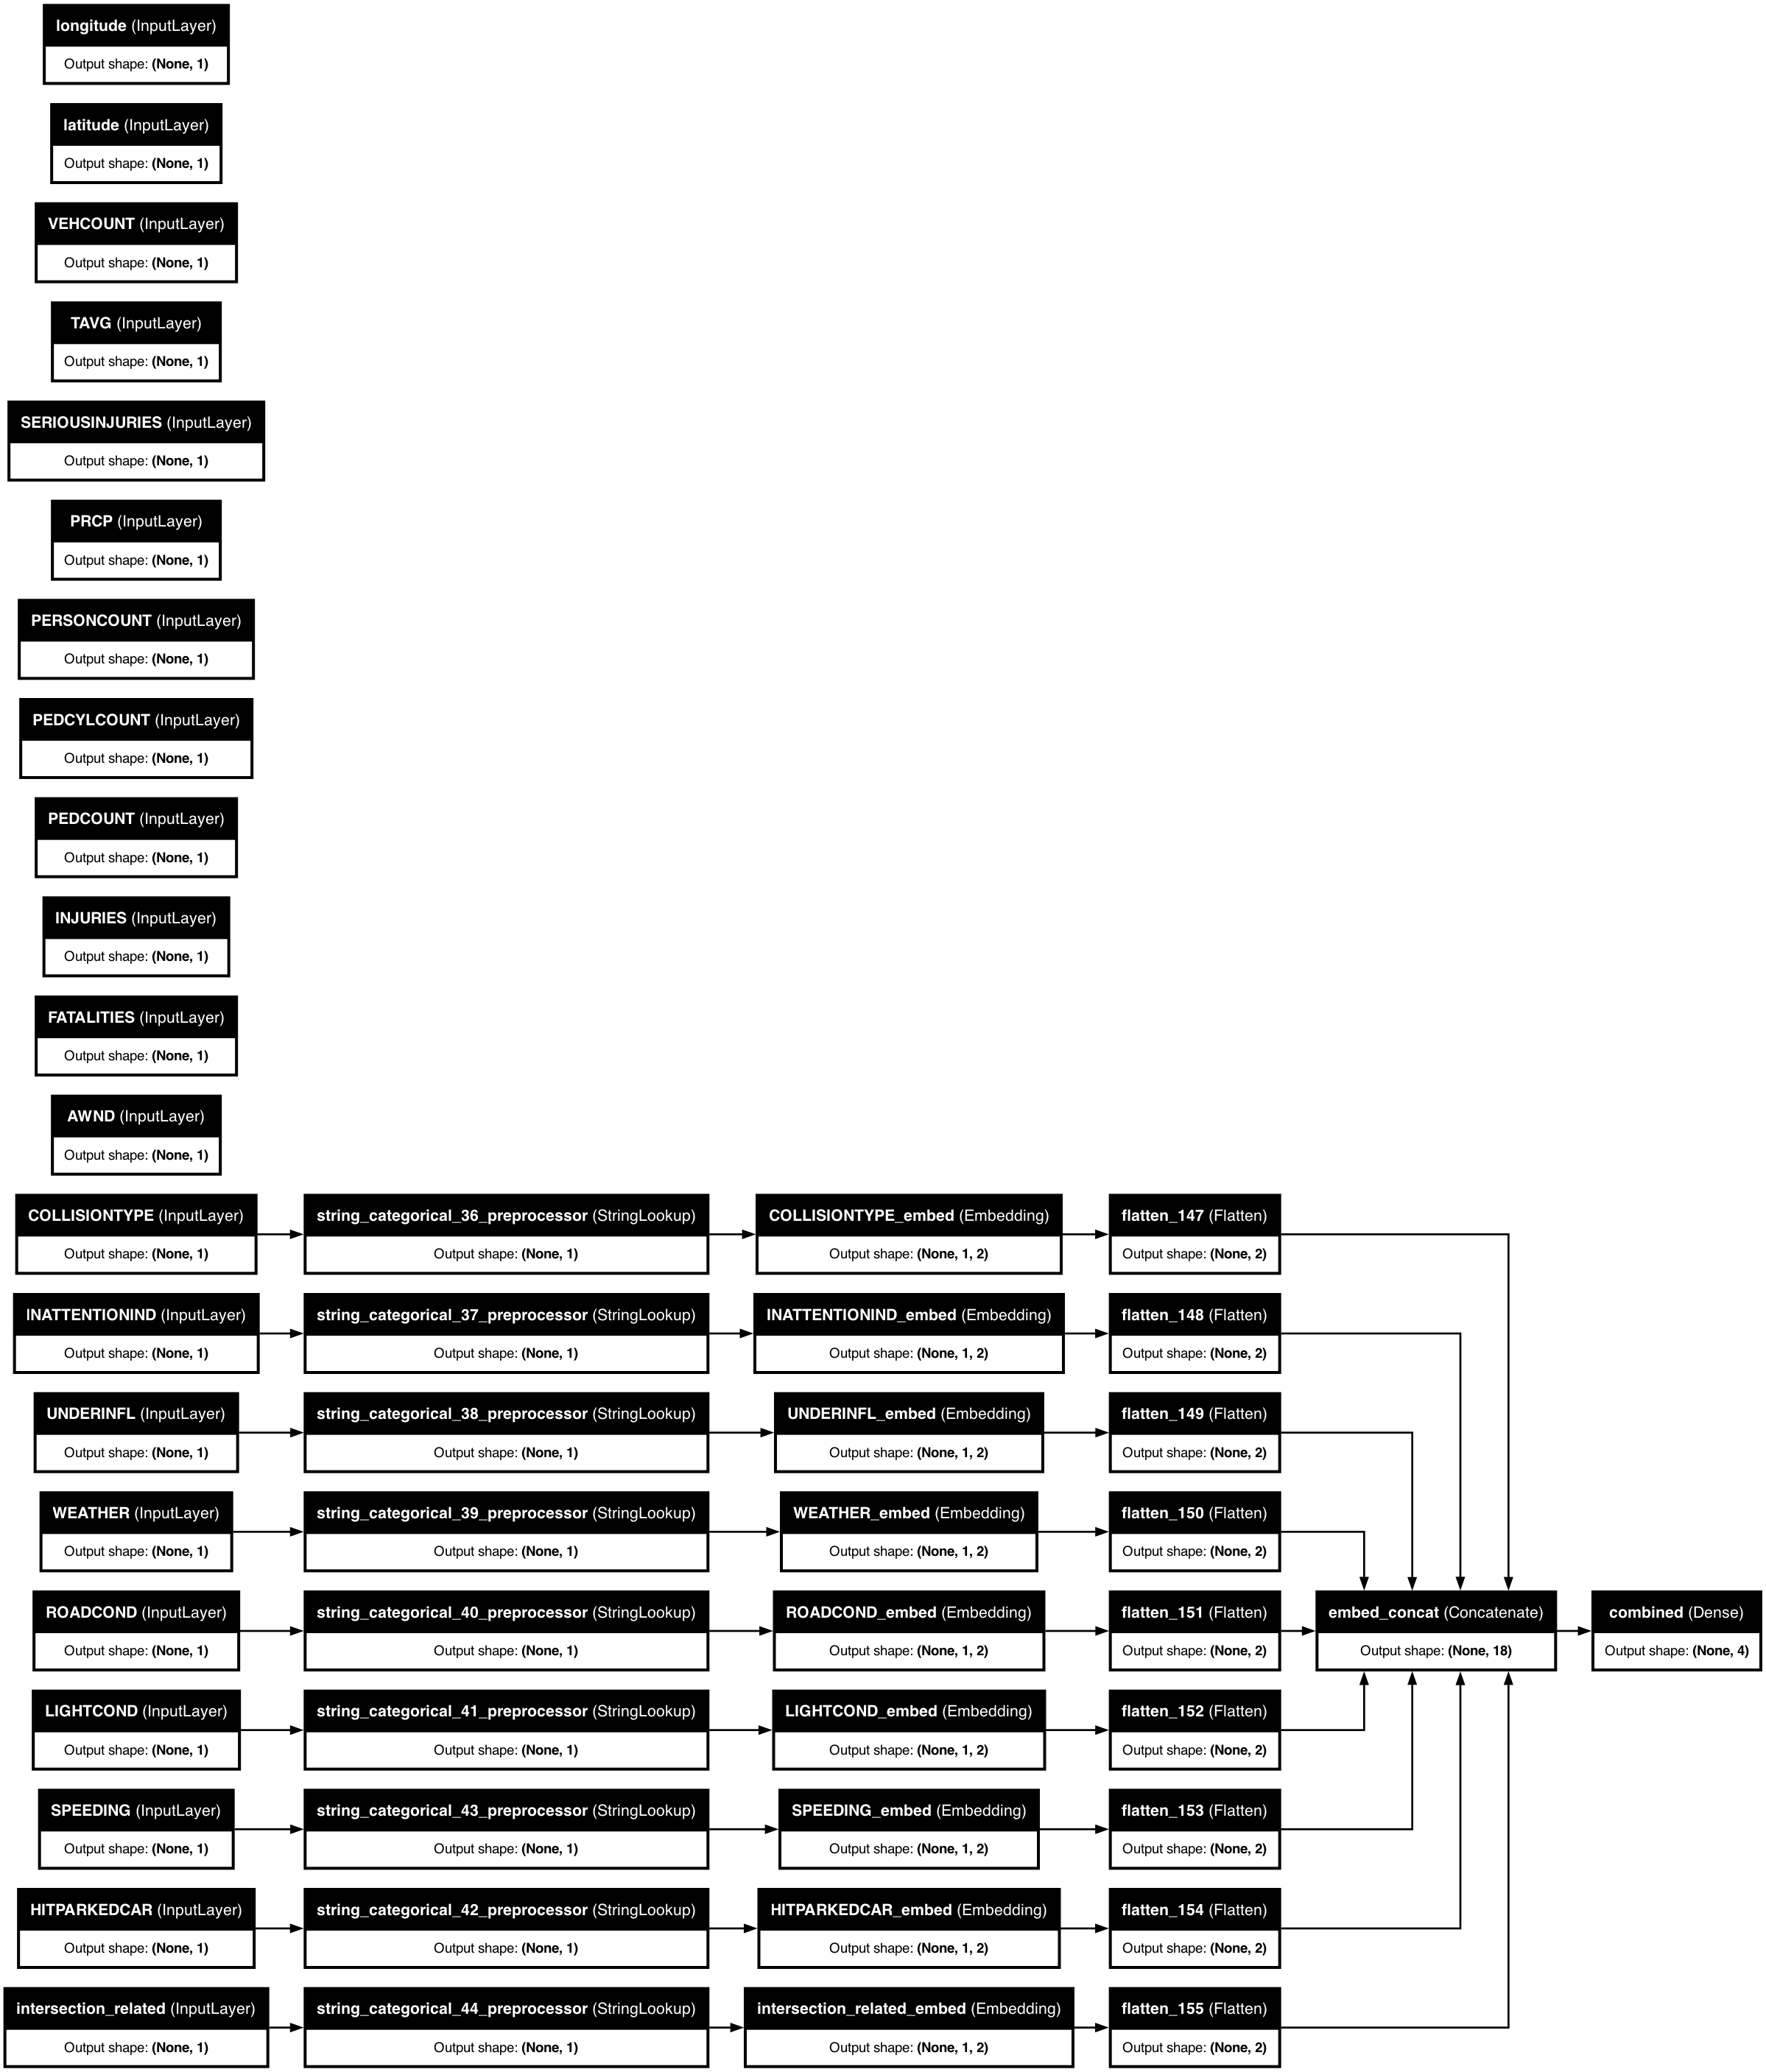 longitude (InputLayer)
Output shape: (None, 1)
latitude (InputLayer)
Output shape: (None, 1)
VEHCOUNT (InputLayer)
Output shape: (None, 1)
TAVG (InputLayer)
Output shape: (None, 1)
SERIOUSINJURIES (InputLayer)
Output shape: (None, 1)
PRCP (InputLayer)
Output shape: (None, 1)
PERSONCOUNT (InputLayer)
Output shape: (None, 1)
PEDCYLCOUNT (InputLayer)
Output shape: (None, 1)
PEDCOUNT (InputLayer)
Output shape: (None, 1)
INJURIES (InputLayer)
Output shape: (None, 1)
FATALITIES (InputLayer)
Output shape: (None, 1)
AWND (InputLayer)
Output shape: (None, 1)
COLLISIONTYPE (InputLayer)
Output shape: (None, 1)
string_categorical_36_preprocessor (StringLookup)
Output shape: (None, 1)
COLLISIONTYPE_embed (Embedding)
Output shape: (None, 1, 2)
flatten_147 (Flatten)
Output shape: (None, 2)
INATTENTIONIND (InputLayer)
Output shape: (None, 1)
string_categorical_37_preprocessor (StringLookup)
Output shape: (None, 1)
INATTENTIONIND_embed (Embedding)
Output shape: (None, 1, 2)
flatten_148 (Flatten)
Output shape: (None, 2)
UNDERINFL (InputLayer)
Output shape: (None, 1)
string_categorical_38_preprocessor (StringLookup)
Output shape: (None, 1)
UNDERINFL_embed (Embedding)
Output shape: (None, 1, 2)
flatten_149 (Flatten)
Output shape: (None, 2)
WEATHER (InputLayer)
Output shape: (None, 1)
string_categorical_39_preprocessor (StringLookup)
Output shape: (None, 1)
WEATHER_embed (Embedding)
Output shape: (None, 1, 2)
flatten_150 (Flatten)
Output shape: (None, 2)
ROADCOND (InputLayer)
Output shape: (None, 1)
string_categorical_40_preprocessor (StringLookup)
Output shape: (None, 1)
ROADCOND_embed (Embedding)
Output shape: (None, 1, 2)
flatten_151 (Flatten)
Output shape: (None, 2)
embed_concat (Concatenate)
Output shape: (None, 18)
combined (Dense)
Output shape: (None, 4)
LIGHTCOND (InputLayer)
Output shape: (None, 1)
string_categorical_41_preprocessor (StringLookup)
Output shape: (None, 1)
LIGHTCOND_embed (Embedding)
Output shape: (None, 1, 2)
flatten_152 (Flatten)
Output shape: (None, 2)
SPEEDING (InputLayer)
Output shape: (None, 1)
string_categorical_43_preprocessor (StringLookup)
Output shape: (None, 1)
SPEEDING_embed (Embedding)
Output shape: (None, 1, 2)
flatten_153 (Flatten)
Output shape: (None, 2)
HITPARKEDCAR (InputLayer)
Output shape: (None, 1)
string_categorical_42_preprocessor (StringLookup)
Output shape: (None, 1)
HITPARKEDCAR_embed (Embedding)
Output shape: (None, 1, 2)
flatten_154 (Flatten)
Output shape: (None, 2)
intersection_related (InputLayer)
Output shape: (None, 1)
string_categorical_44_preprocessor (StringLookup)
Output shape: (None, 1)
intersection_related_embed (Embedding)
Output shape: (None, 1, 2)
flatten_155 (Flatten)
Output shape: (None, 2)